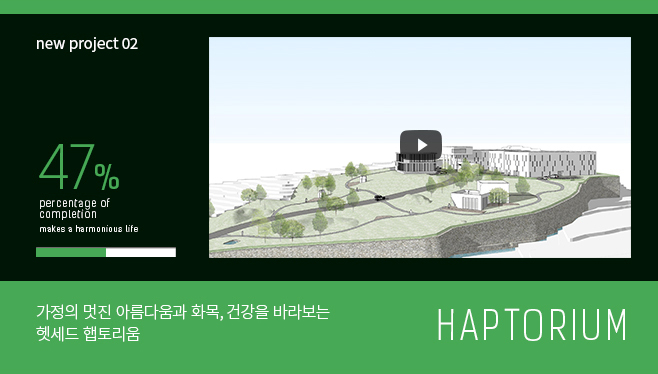 new project 02
47%
percentage of
completion
makes a harmonious life
가정의 멋진 아름다움과 화목, 건강을 바라보는
헷세드 햅토리움
HAPTORIUM